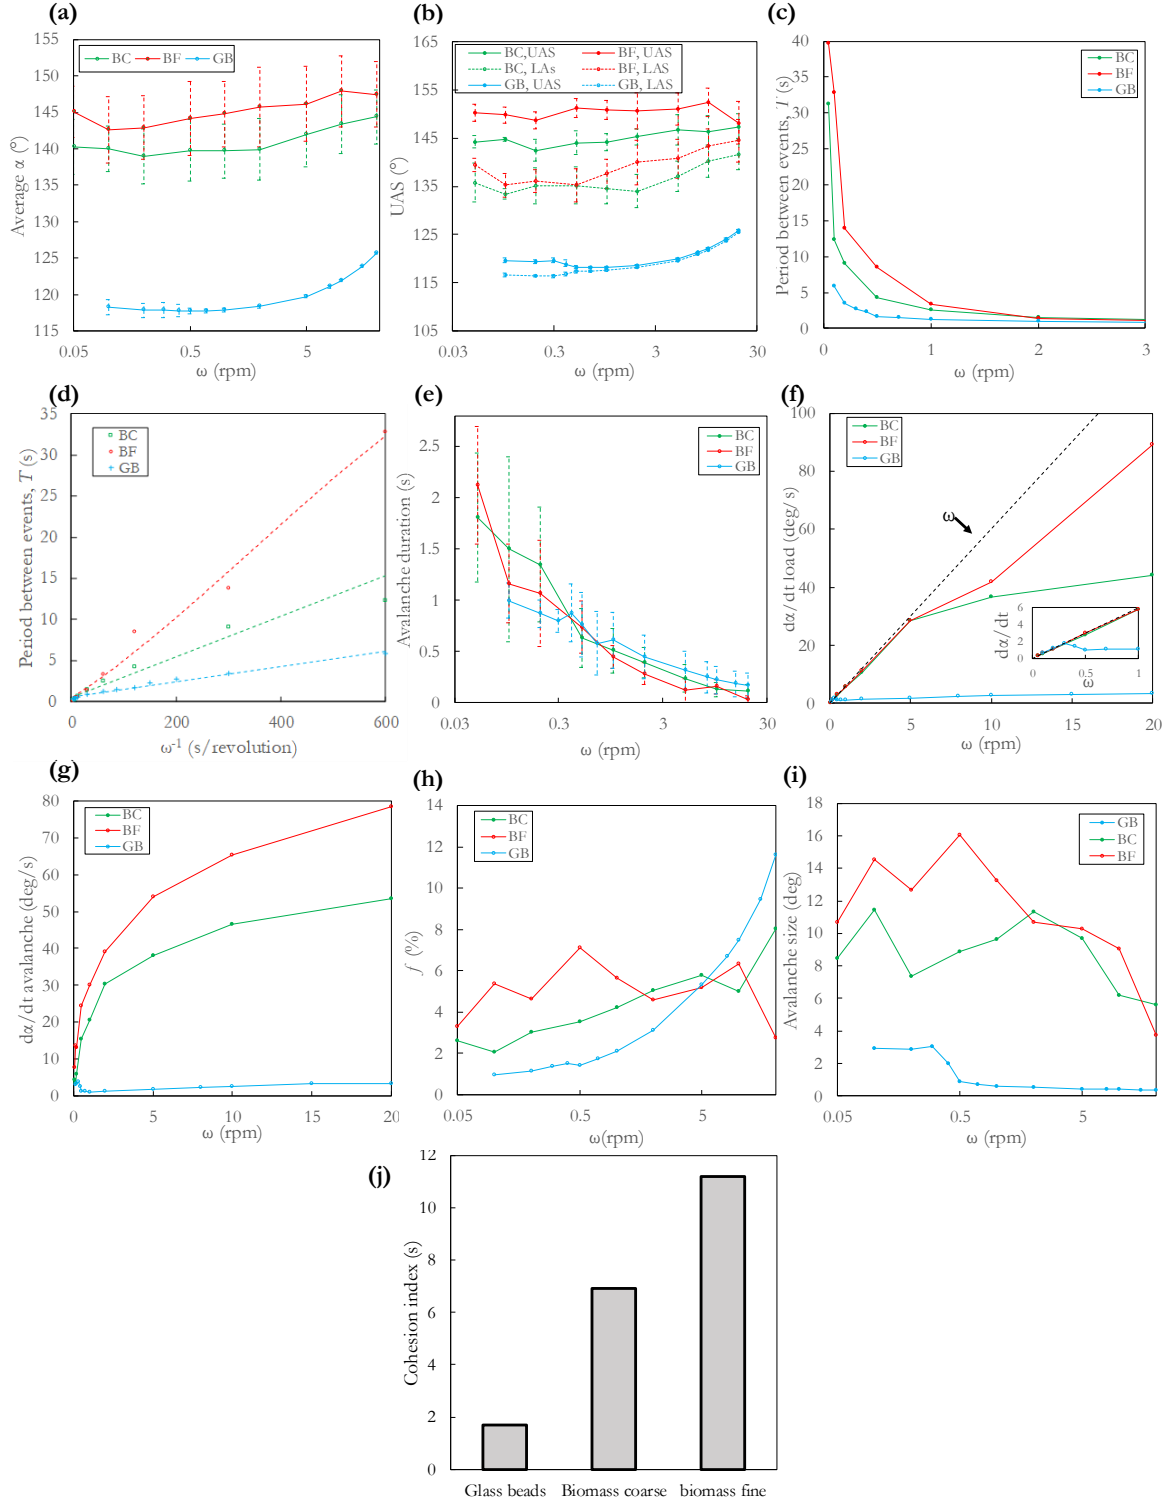 (a)
155
150
145
140
135
130
125
120
115
0.05
0.5
5
BC
BF
GB
Average α (°)
ω (rpm)
(b)
165
155
145
135
125
115
105
0.03
0.3
3
30
BC,UAS
BF, UAS
BC, LAs
BF, LAS
GB, UAS
GB, LAS
UAS (°)
ω (rpm)
(c)
40
35
30
25
20
15
10
5
0
0
1
2
3
BC
BF
GB
Period between events, T (s)
ω (rpm)
(d)
35
30
25
20
15
10
5
0
0
200
400
600
BC
BF
GB
Period between events, T (s)
ω⁻¹ (s/revolution)
(e)
2.5
2
1.5
1
0.5
0
0.03
0.3
3
30
BC
BF
GB
Avalanche duration (s)
ω (rpm)
(f)
100
80
60
40
20
0
0
5
10
15
20
BC
BF
GB
ω
dα/dt load (deg/s)
ω (rpm)
6
4
2
0
0
0.5
1
dα/dt
ω
(g)
80
70
60
50
40
30
20
10
0
0
5
10
15
20
BC
BF
GB
dα/dt avalanche (deg/s)
ω (rpm)
(h)
14
12
10
8
6
4
2
0
0.05
0.5
5
BC
BF
GB
f (%)
ω(rpm)
(i)
18
16
14
12
10
8
6
4
2
0
0.05
0.5
5
GB
BC
BF
Avalanche size (deg)
ω (rpm)
(j)
12
10
8
6
4
2
0
Cohesion index (s)
Glass beads
Biomass coarse
biomass fine